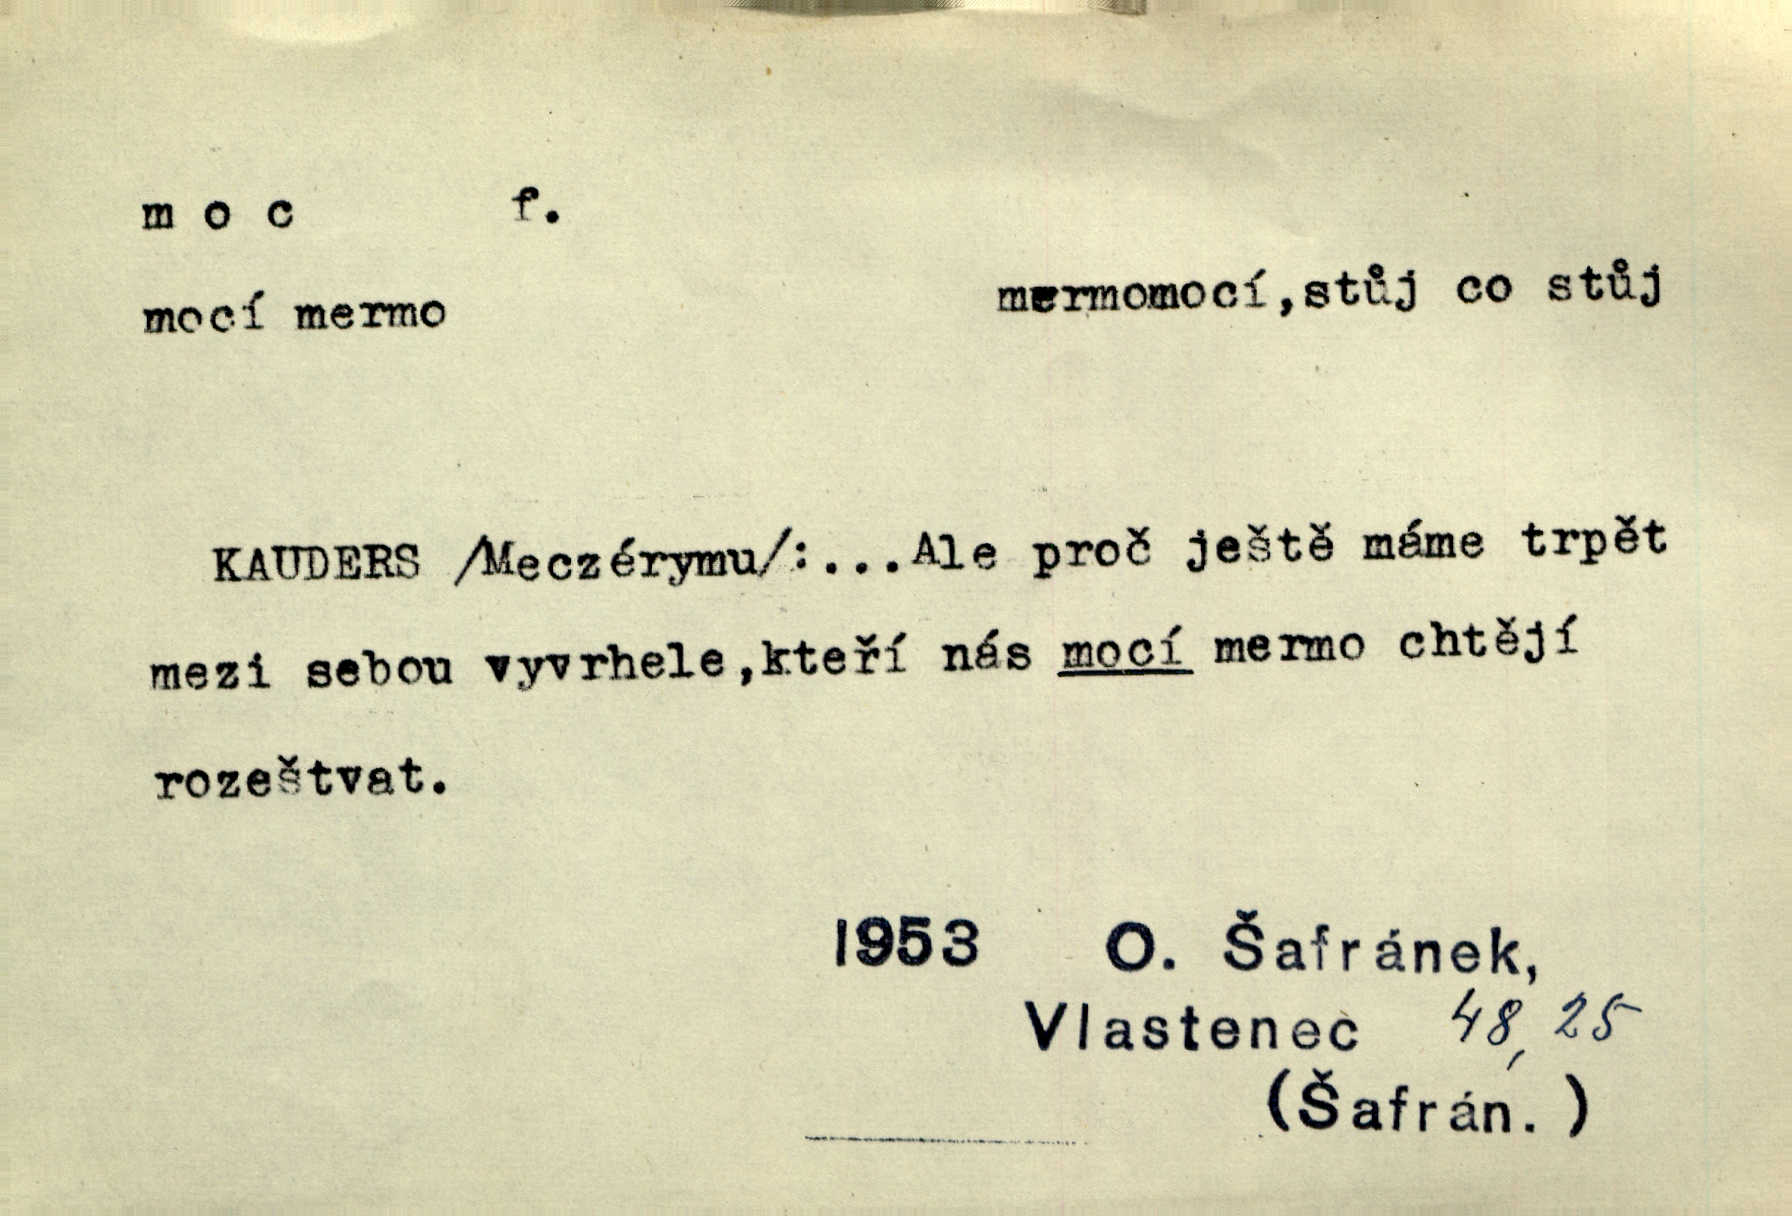 m o c f.
mocí mermo mermomocí,stůj co stůj
KAUDERS /Meczérymu/:...Ale proč ještě máme trpět
mezi sebou vyvrhele,kteří nás mocí mermo chtějí
rozeštvat.
1953 O. Šafránek,
Vlastenec 48, 25
(Šafrán.)